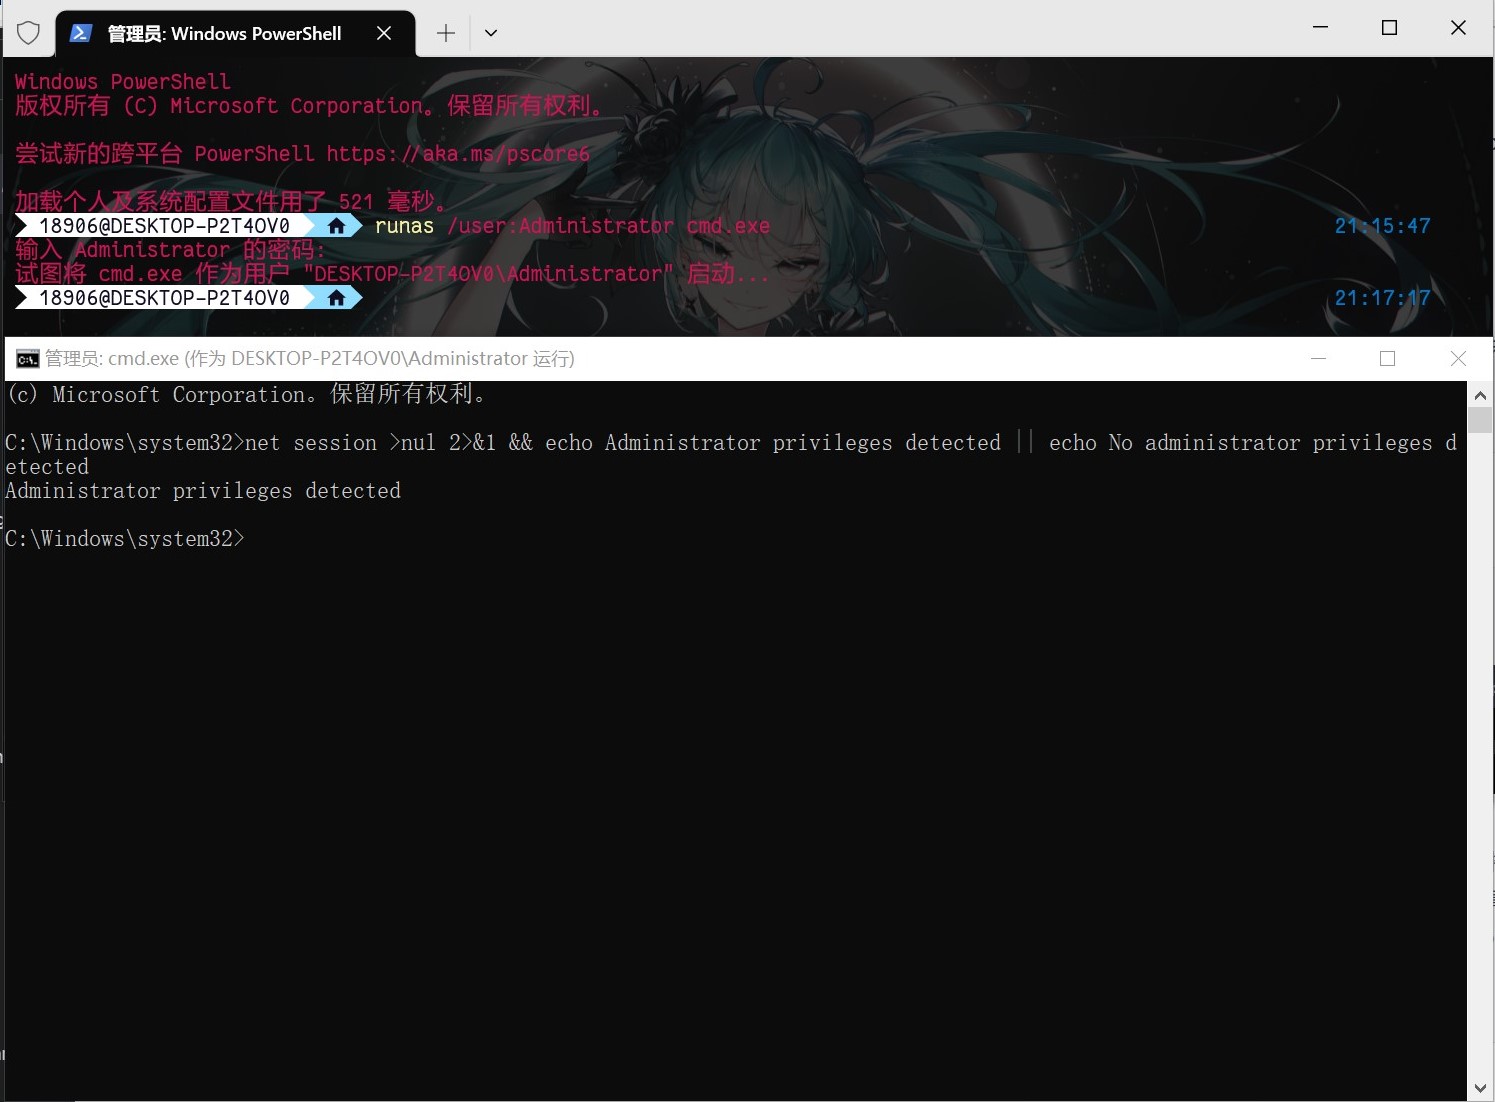 管理员: Windows PowerShell
Windows PowerShell
版权所有 (C) Microsoft Corporation。保留所有权利。
尝试新的跨平台 PowerShell https://aka.ms/pscore6
加载个人及系统配置文件用了 521 毫秒。
18906@DESKTOP-P2T4OV0 runas /user:Administrator cmd.exe 21:15:47
输入 Administrator 的密码:
试图将 cmd.exe 作为用户 "DESKTOP-P2T4OV0\Administrator" 启动...
18906@DESKTOP-P2T4OV0 21:17:17
管理员: cmd.exe (作为 DESKTOP-P2T4OV0\Administrator 运行)
(c) Microsoft Corporation。保留所有权利。
C:\Windows\system32>net session >nul 2>&1 && echo Administrator privileges detected || echo No administrator privileges d
etected
Administrator privileges detected
C:\Windows\system32>